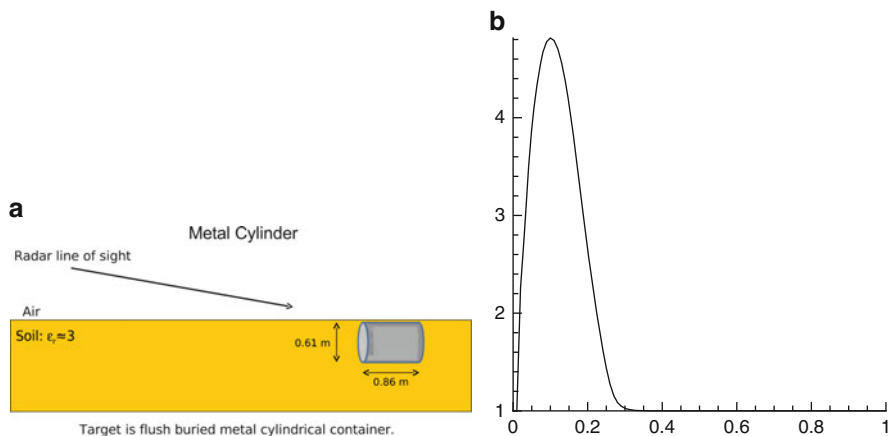 a
Metal Cylinder
Radar line of sight
Air
Soil: εᵣ≈3
0.61 m
0.86 m
Target is flush buried metal cylindrical container.
b
4
3
2
1
0
0.2
0.4
0.6
0.8
1